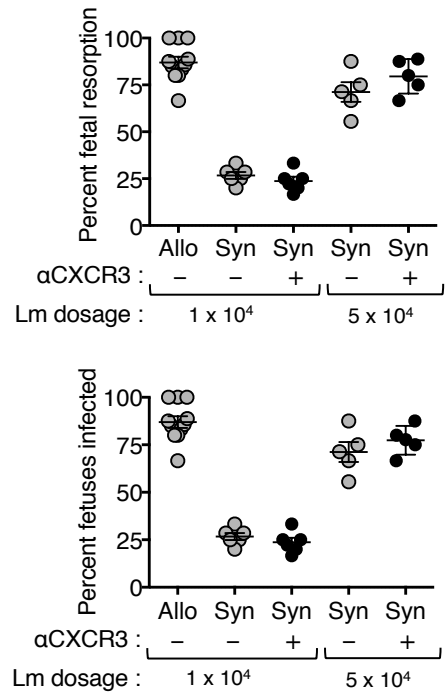 Percent fetal resorption
100
75
50
25
0
Allo Syn Syn Syn Syn
αCXCR3 : – – + – +
Lm dosage : 1 x 10⁴ 5 x 10⁴
Percent fetuses infected
100
75
50
25
0
Allo Syn Syn Syn Syn
αCXCR3 : – – + – +
Lm dosage : 1 x 10⁴ 5 x 10⁴